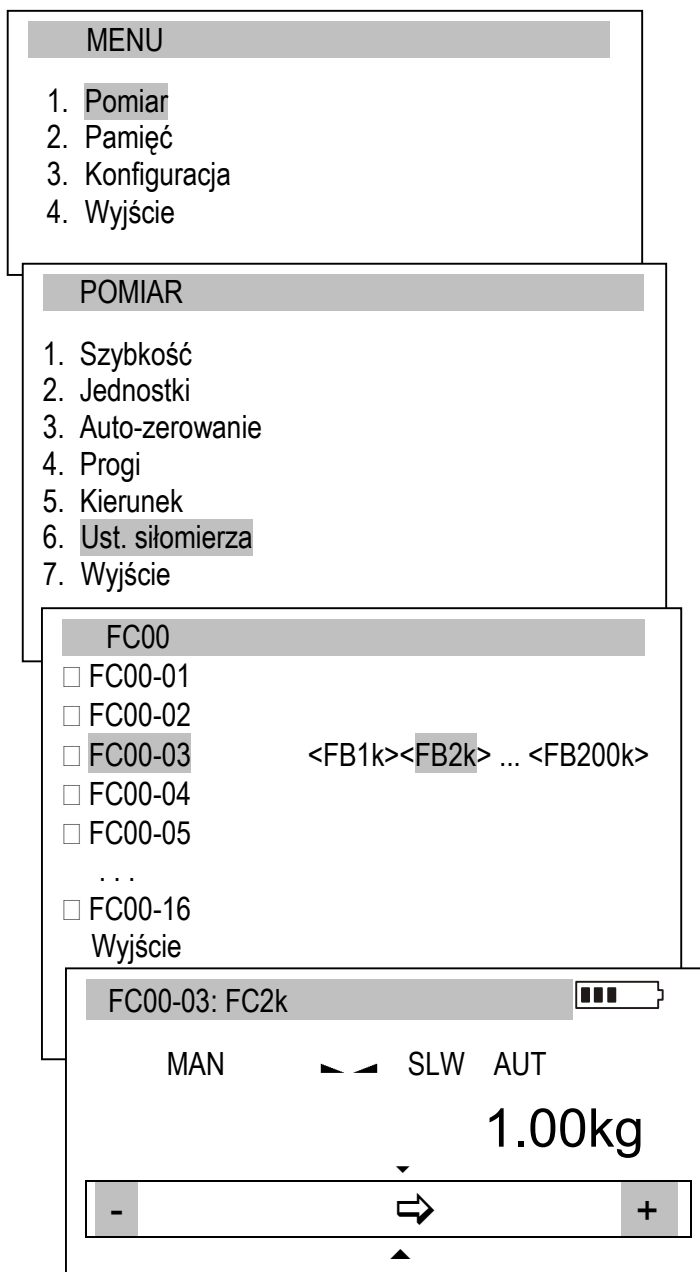 MENU
1. Pomiar
2. Pamięć
3. Konfiguracja
4. Wyjście
POMIAR
1. Szybkość
2. Jednostki
3. Auto-zerowanie
4. Progi
5. Kierunek
6. Ust. siłomierza
7. Wyjście
FC00
□ FC00-01
□ FC00-02
□ FC00-03 <FB1k><FB2k> ... <FB200k>
□ FC00-04
□ FC00-05
. . .
□ FC00-16
Wyjście
FC00-03: FC2k
MAN SLW AUT
1.00kg
- ⇨ +